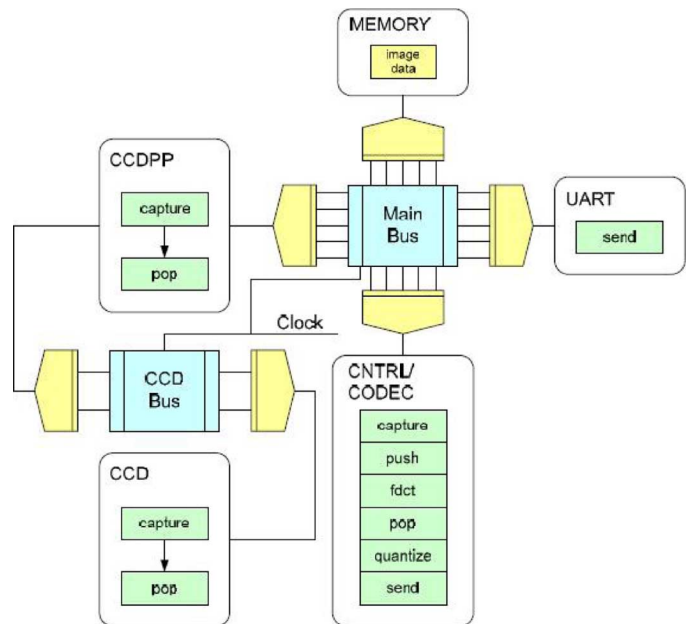 MEMORY
image
data
CCDPP
capture
pop
Main
Bus
UART
send
Clock
CCD
Bus
CNTRL/
CODEC
capture
push
fdct
pop
quantize
send
CCD
capture
pop